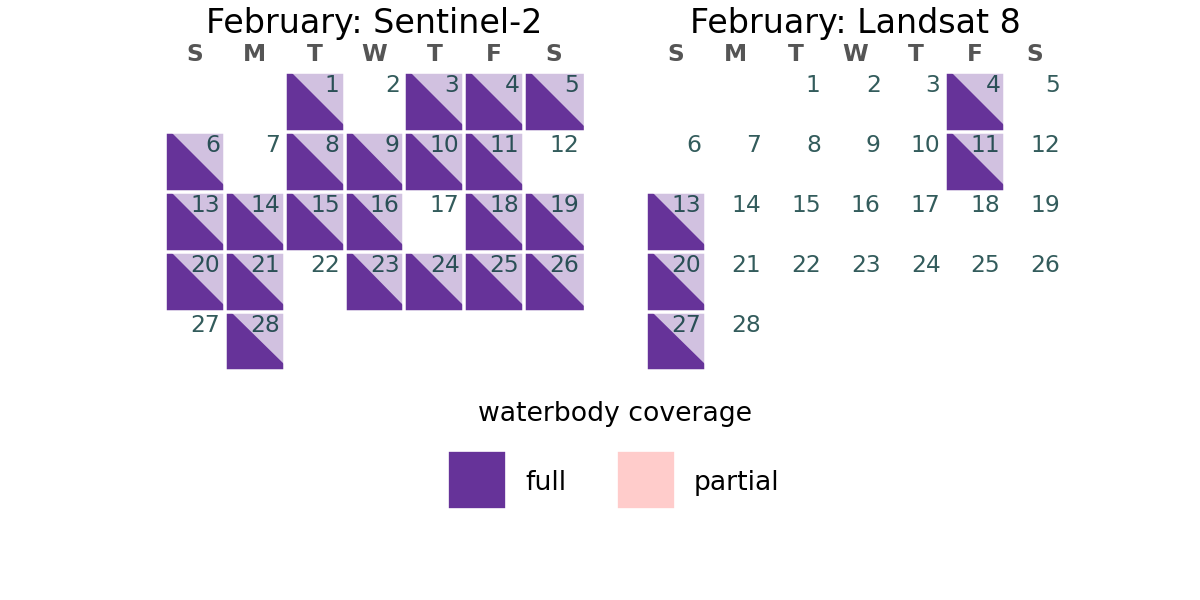 February: Sentinel-2
S M T W T F S
1 2 3 4 5
6 7 8 9 10 11 12
13 14 15 16 17 18 19
20 21 22 23 24 25 26
27 28
February: Landsat 8
S M T W T F S
1 2 3 4 5
6 7 8 9 10 11 12
13 14 15 16 17 18 19
20 21 22 23 24 25 26
27 28
waterbody coverage
full partial